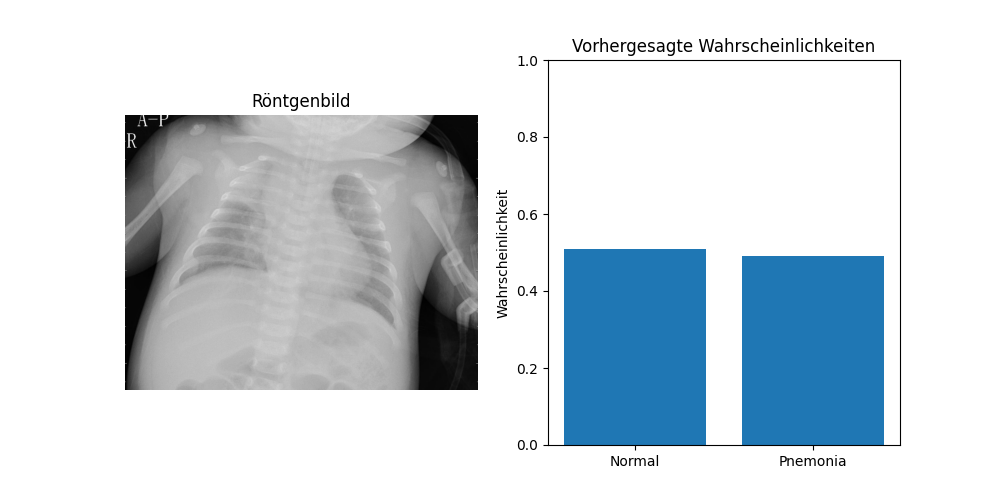 Röntgenbild
A-P
R
Vorhergesagte Wahrscheinlichkeiten
Wahrscheinlichkeit
1.0
0.8
0.6
0.4
0.2
0.0
Normal
Pnemonia